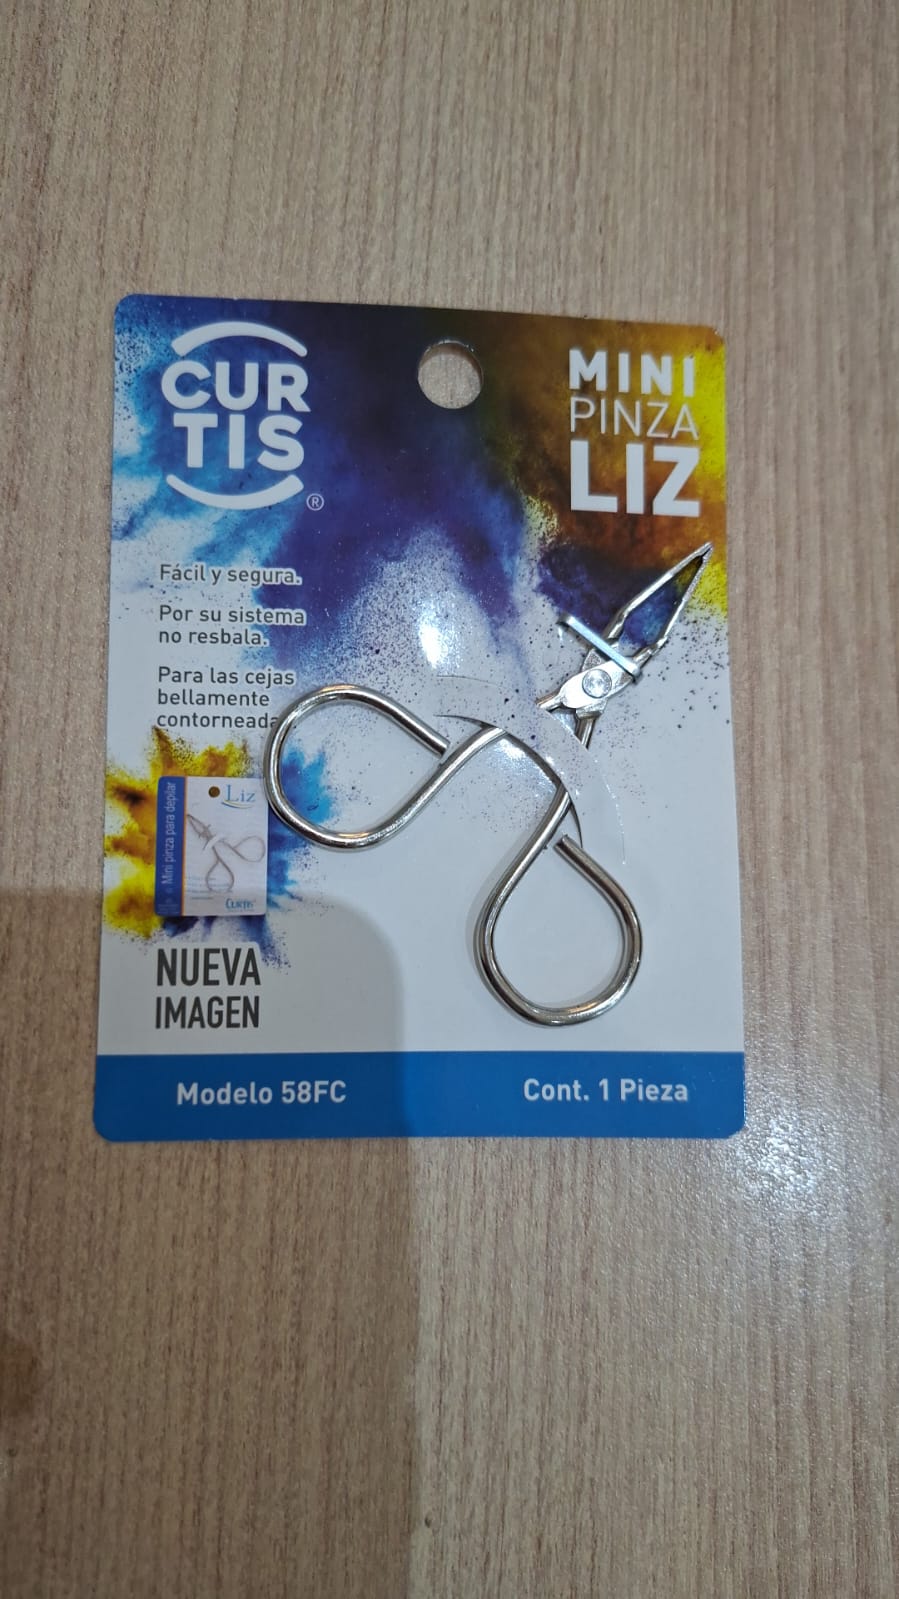 CUR
TIS
®
MINI
PINZA
LIZ
Fácil y segura.
Por su sistema
no resbala.
Para las cejas
bellamente
contorneada
Mini pinza para depilar
Liz
CURTIS
NUEVA
IMAGEN
Modelo 58FC
Cont. 1 Pieza